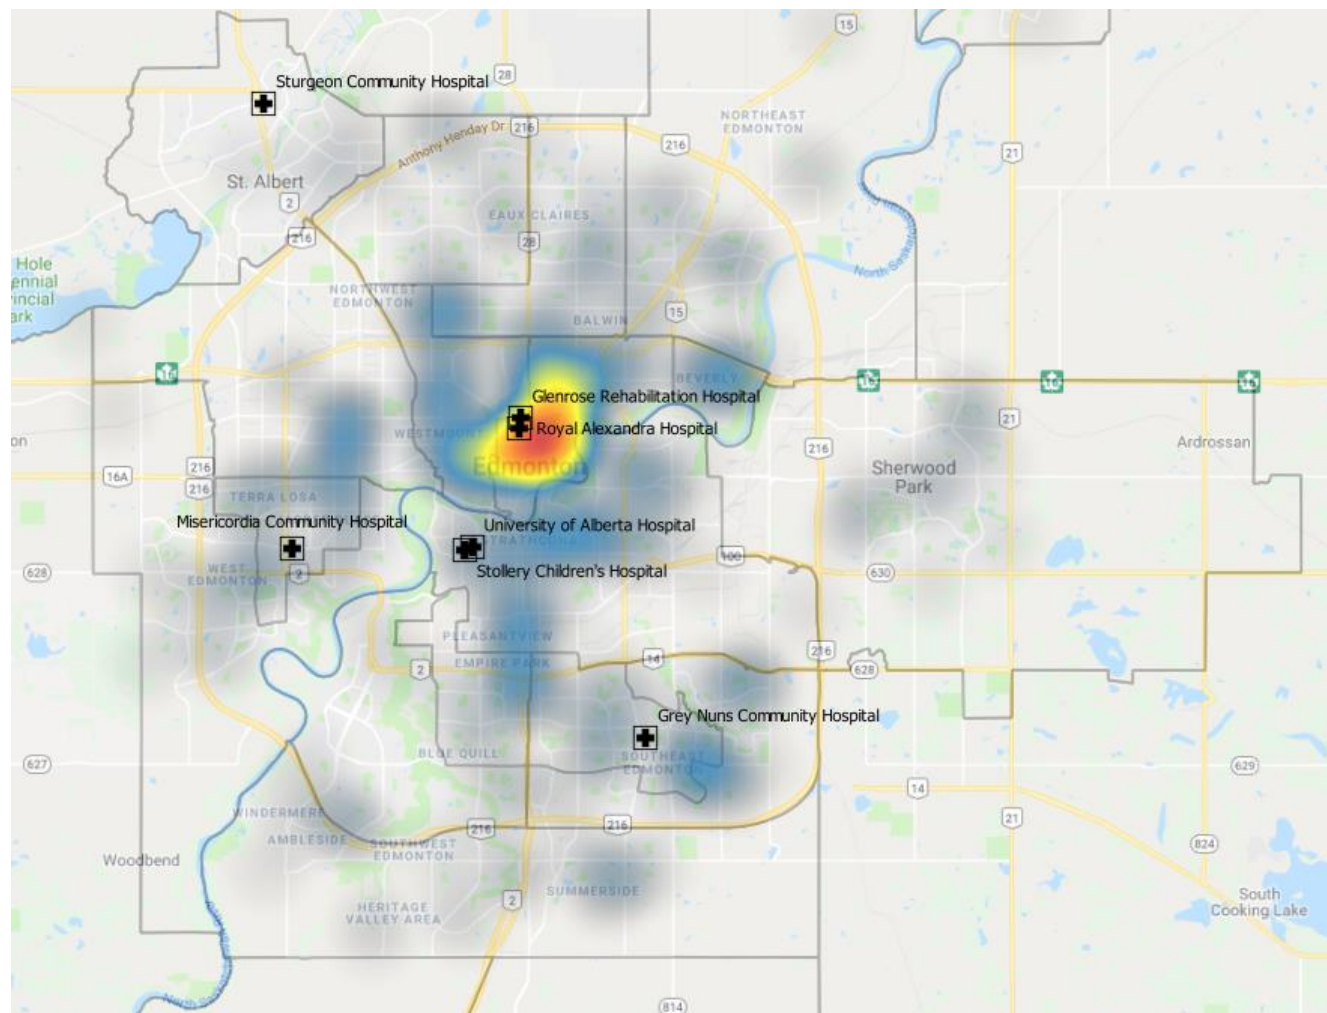 15
Sturgeon Community Hospital
28
NORTHEAST
EDMONTON
Anthony Henday Dr
216
216
21
St. Albert
2
EAUX CLAIRES
216
28
Hole
ennial
incial
ark
North Saskatch
NORTHWEST
EDMONTON
15
BALWIN
16
BEVERLY
16
16
16
Glenrose Rehabilitation Hospital
21
WESTMOUNT
Royal Alexandra Hospital
on
Ardrossan
216
216
Edmonton
Sherwood
Park
16A
216
TERRA LOSA
Misericordia Community Hospital
University of Alberta Hospital
STRATHCONA
100
628
WEST
EDMONTON
2
Stollery Children's Hospital
630
PLEASANTVIEW
216
2
EMPIRE PARK
14
628
Grey Nuns Community Hospital
627
BLUE QUILL
SOUTHEAST
EDMONTON
629
14
WINDERMERE
21
216
216
AMBLESIDE
SOUTHWEST
EDMONTON
824
Woodbend
2
SUMMERSIDE
South
Cooking Lake
HERITAGE
VALLEY AREA
814